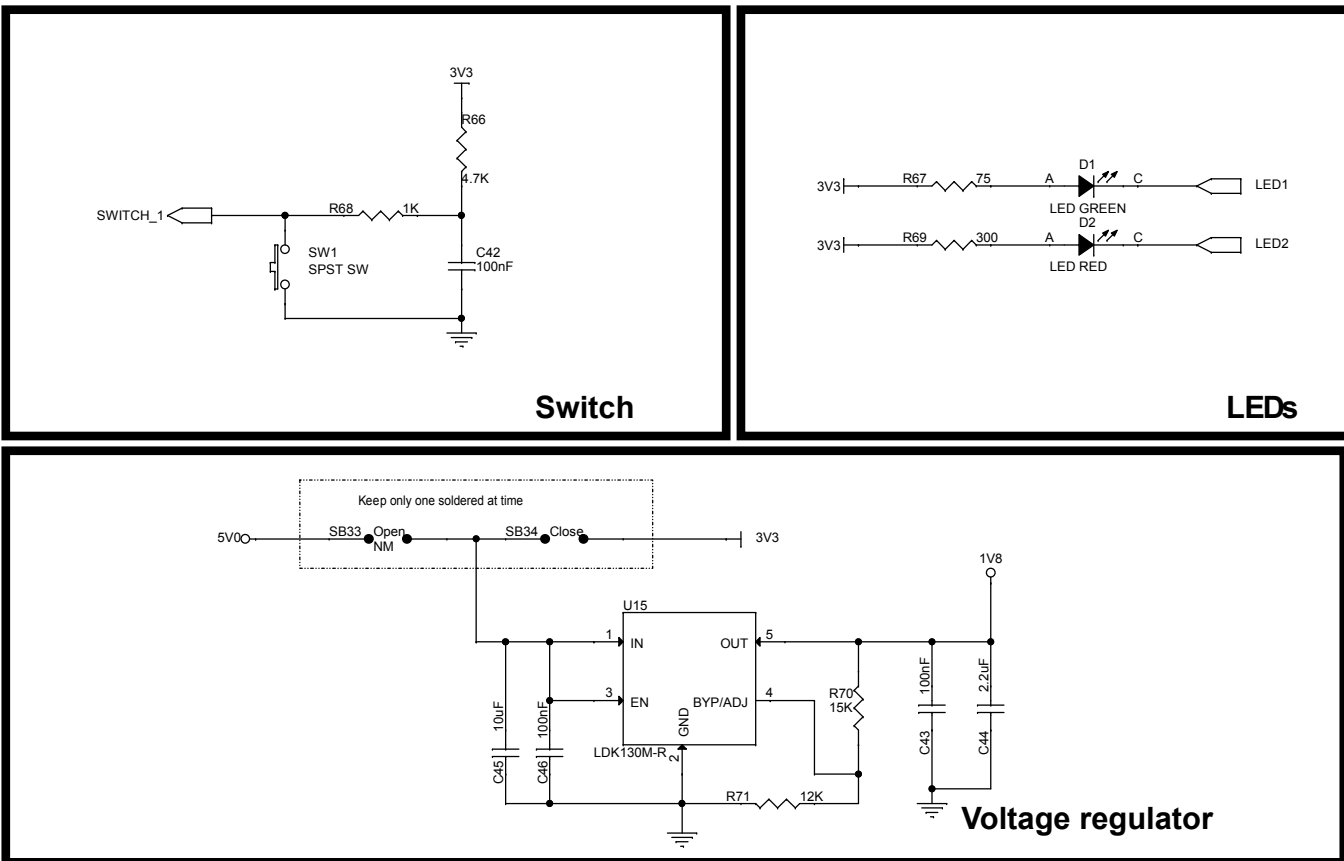 3V3
R66
4.7K
SWITCH_1
R68 1K
SW1
SPST SW
C42
100nF
Switch
D1
3V3 R67 75 A C LED1
LED GREEN
D2
3V3 R69 300 A C LED2
LED RED
LEDs
Keep only one soldered at time
5V0 SB33 Open SB34 Close 3V3
NM
1V8
U15
1 IN OUT 5
3 EN BYP/ADJ 4
GND
2
LDK130M-R
10uF
C45
100nF
C46
R70
15K
R71 12K
100nF
C43
2.2uF
C44
Voltage regulator